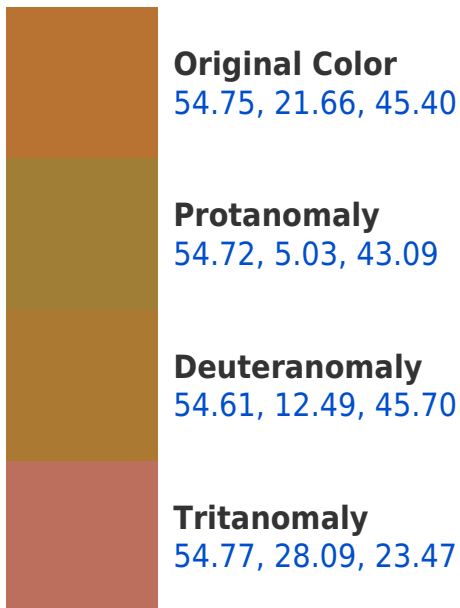 Original Color
54.75, 21.66, 45.40
Protanomaly
54.72, 5.03, 43.09
Deuteranomaly
54.61, 12.49, 45.70
Tritanomaly
54.77, 28.09, 23.47